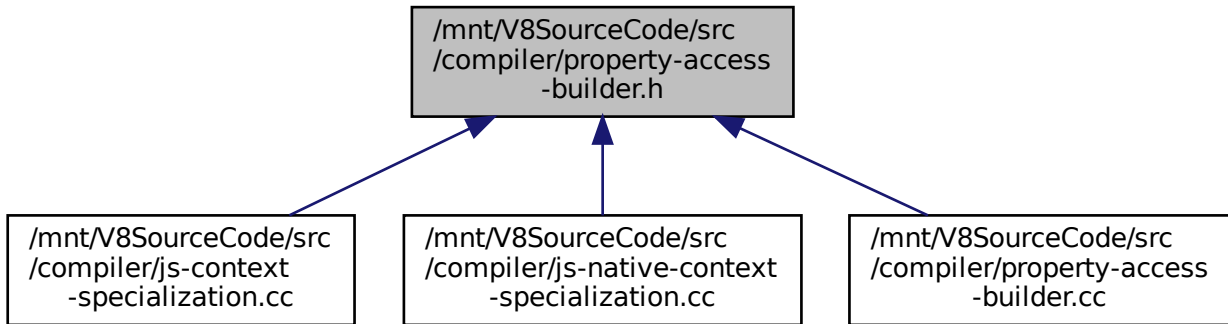 /mnt/V8SourceCode/src
/compiler/property-access
-builder.h
/mnt/V8SourceCode/src
/compiler/js-context
-specialization.cc
/mnt/V8SourceCode/src
/compiler/js-native-context
-specialization.cc
/mnt/V8SourceCode/src
/compiler/property-access
-builder.cc